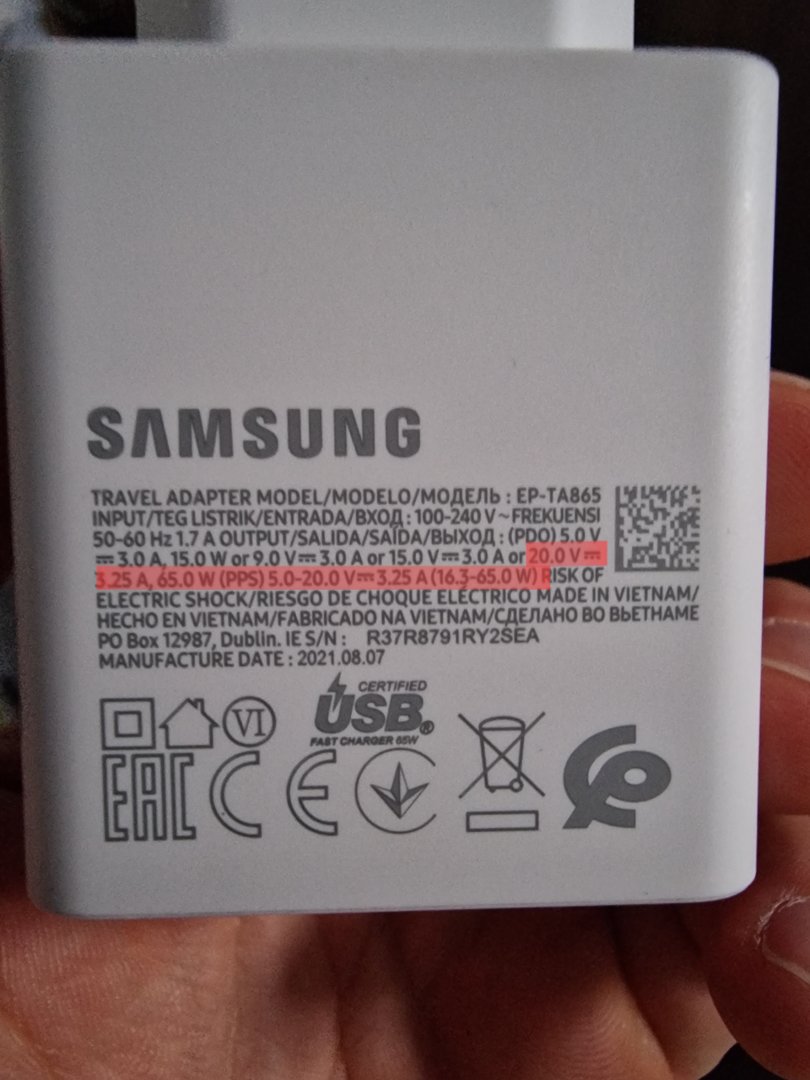 SAMSUNG
TRAVEL ADAPTER MODEL/MODELO/МОДЕЛЬ : EP-TA865
INPUT/TEG LISTRIK/ENTRADA/ВХОД : 100-240 V~FREKUENSI
50-60 Hz 1.7 A OUTPUT/SALIDA/SAÍDA/ВЫХОД : (PDO) 5.0 V
⎓ 3.0 A, 15.0 W or 9.0 V⎓ 3.0 A or 15.0 V⎓ 3.0 A or 20.0 V⎓
3.25 A, 65.0 W (PPS) 5.0-20.0 V⎓ 3.25 A (16.3-65.0 W) RISK OF
ELECTRIC SHOCK/RIESGO DE CHOQUE ELÉCTRICO MADE IN VIETNAM/
HECHO EN VIETNAM/FABRICADO NA VIETNAM/СДЕЛАНО ВО ВЬЕТНАМЕ
PO Box 12987, Dublin. IE S/N : R37R8791RY2SEA
MANUFACTURE DATE : 2021.08.07
VI
CERTIFIED
USB®
FAST CHARGER 65W
EAC CE